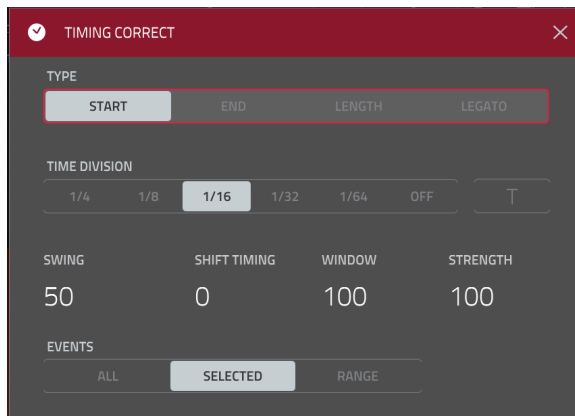 TIMING CORRECT
TYPE
START END LENGTH LEGATO
TIME DIVISION
1/4 1/8 1/16 1/32 1/64 OFF T
SWING SHIFT TIMING WINDOW STRENGTH
50 0 100 100
EVENTS
ALL SELECTED RANGE